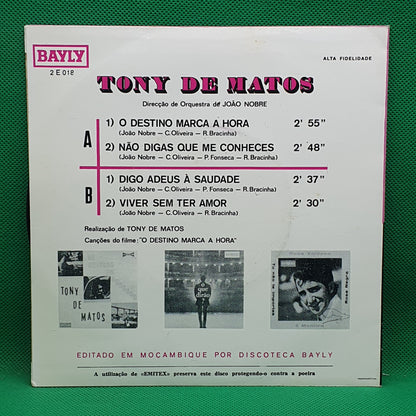 BAYLY
2 E 018
ALTA FIDELIDADE
TONY DE MATOS
Direcção de Orquestra de JOÃO NOBRE
A
1) O DESTINO MARCA A HORA 2' 55"
(João Nobre — C. Oliveira — R. Bracinha)
2) NÃO DIGAS QUE ME CONHECES 2' 48"
(João Nobre — C. Oliveira — P. Fonseca — R. Bracinha)
B
1) DIGO ADEUS À SAUDADE 2' 37"
(João Nobre — C. Oliveira — P. Fonseca — R. Bracinha)
2) VIVER SEM TER AMOR 2' 30"
(João Nobre — C. Oliveira — R. Bracinha)
Realização de TONY DE MATOS
Canções do filme: "O DESTINO MARCA A HORA"
TONY
DE
MATOS
EDITADO EM MOÇAMBIQUE POR DISCOTECA BAYLY
A utilização de «EMITEX» preserva este disco protegendo-o contra a poeira